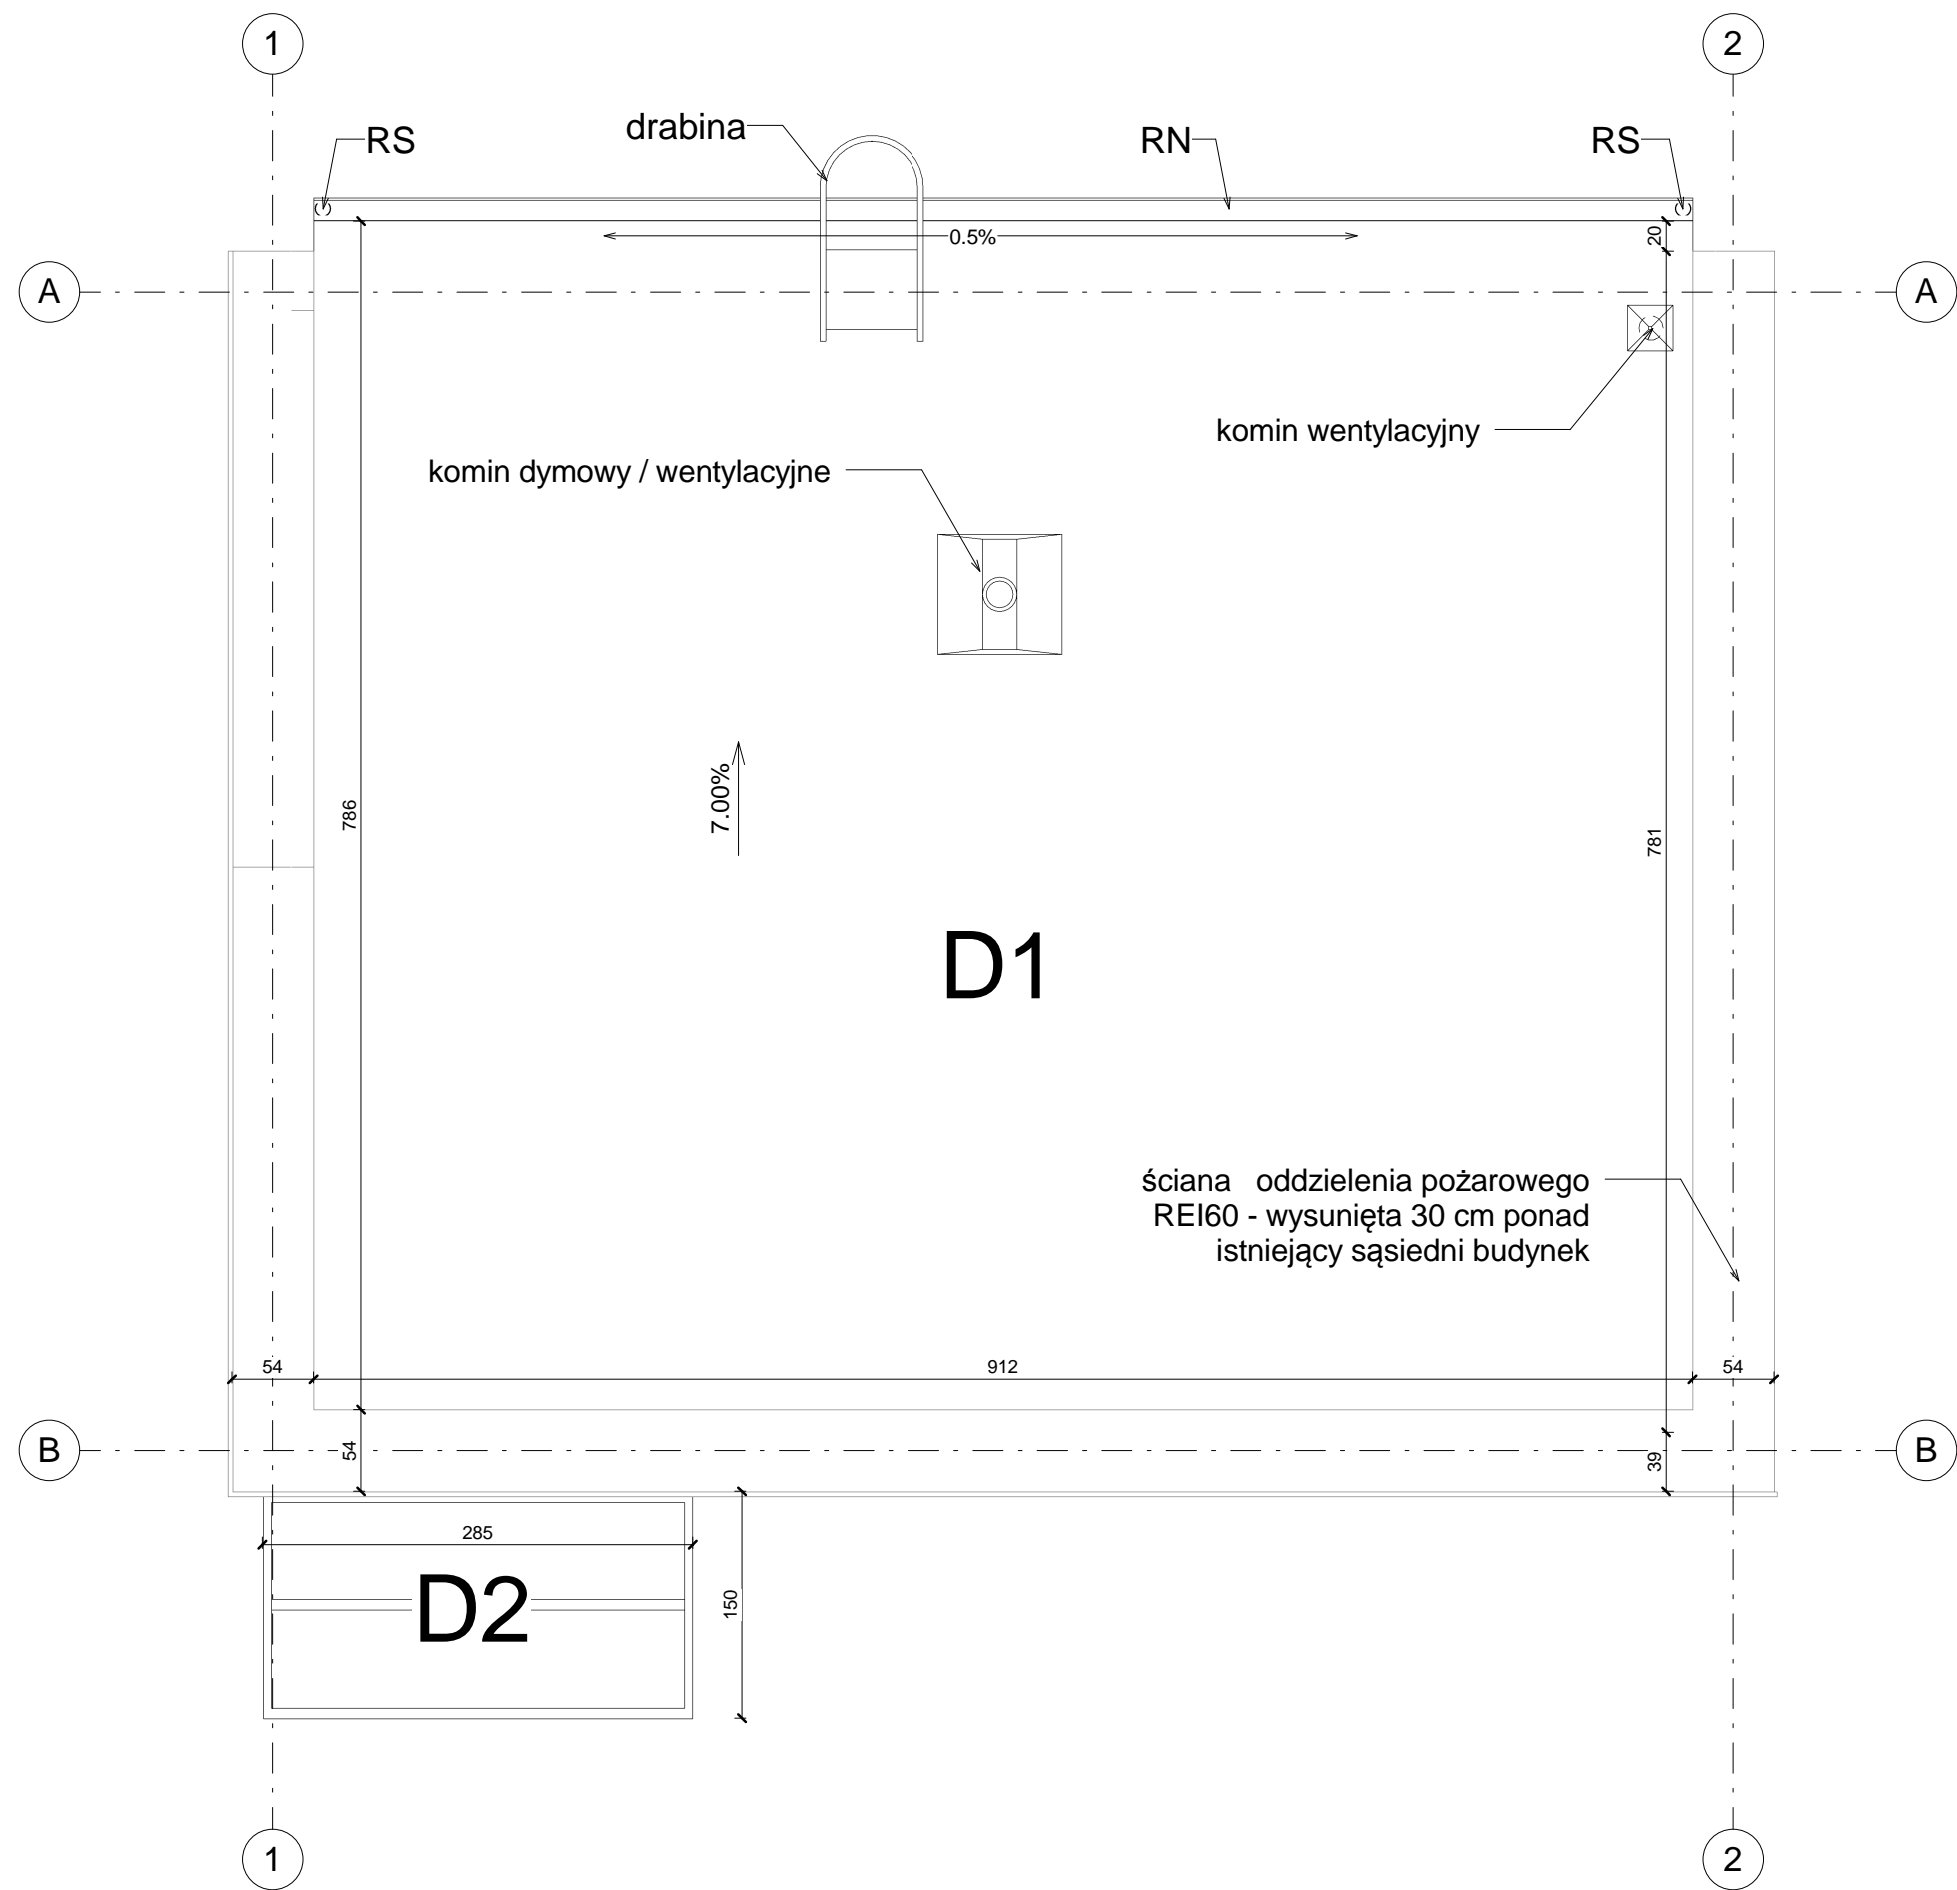 1
2
RS
drabina
RN
RS
0.5%
20
A
A
komin wentylacyjny
komin dymowy / wentylacyjne
7.00%
786
781
D1
ściana oddzielenia pożarowego
REI60 - wysunięta 30 cm ponad
istniejący sąsiedni budynek
54
912
54
B
54
39
B
285
D2
150
1
2